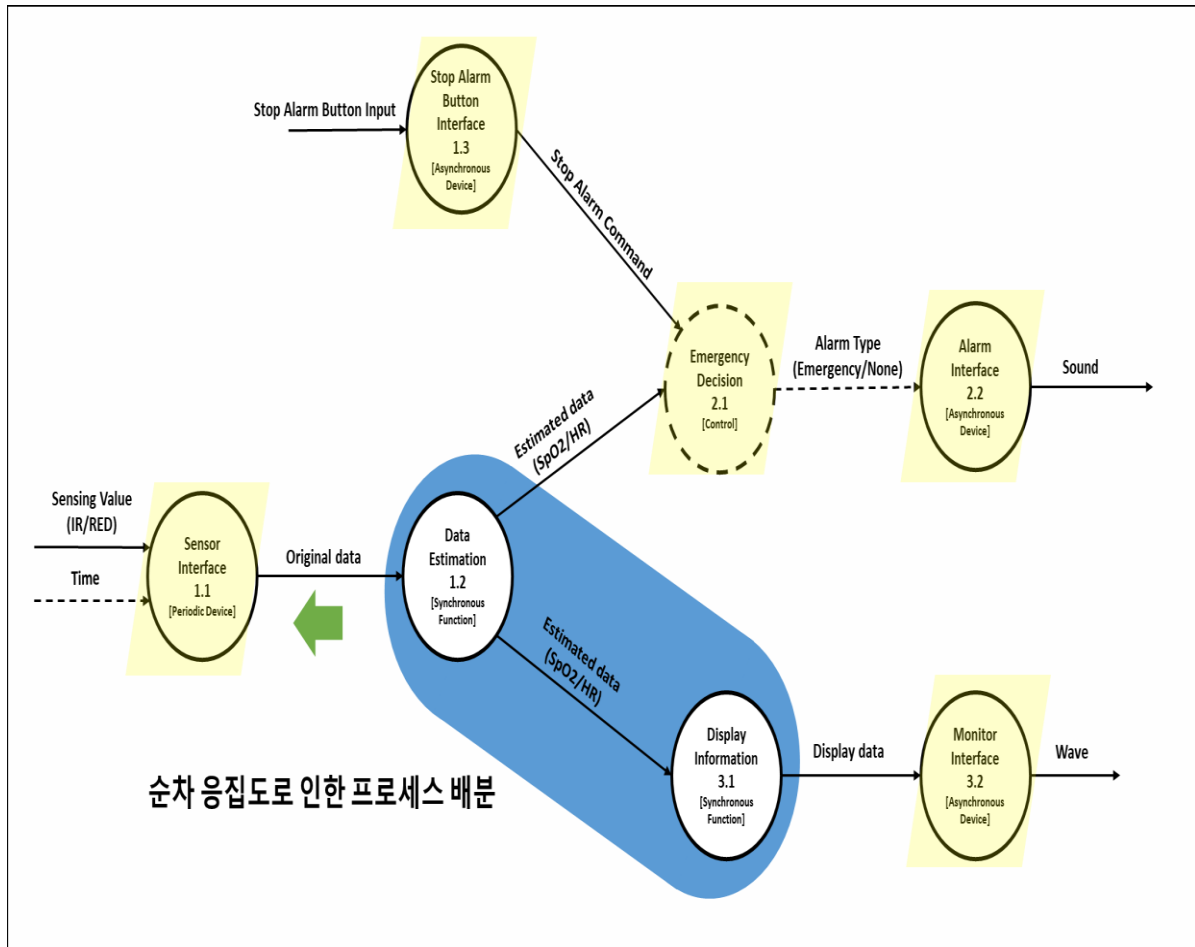 Stop Alarm Button Input
Stop Alarm
Button
Interface
1.3
[Asynchronous
Device]
Stop Alarm Command
Emergency
Decision
2.1
[Control]
Alarm Type
(Emergency/None)
Alarm
Interface
2.2
[Asynchronous
Device]
Sound
Estimated data
(SpO2/HR)
Sensing Value
(IR/RED)
Time
Sensor
Interface
1.1
[Periodic Device]
Original data
Data
Estimation
1.2
[Synchronous
Function]
Estimated data
(SpO2/HR)
Display
Information
3.1
[Synchronous
Function]
Display data
Monitor
Interface
3.2
[Asynchronous
Device]
Wave
순차 응집도로 인한 프로세스 배분